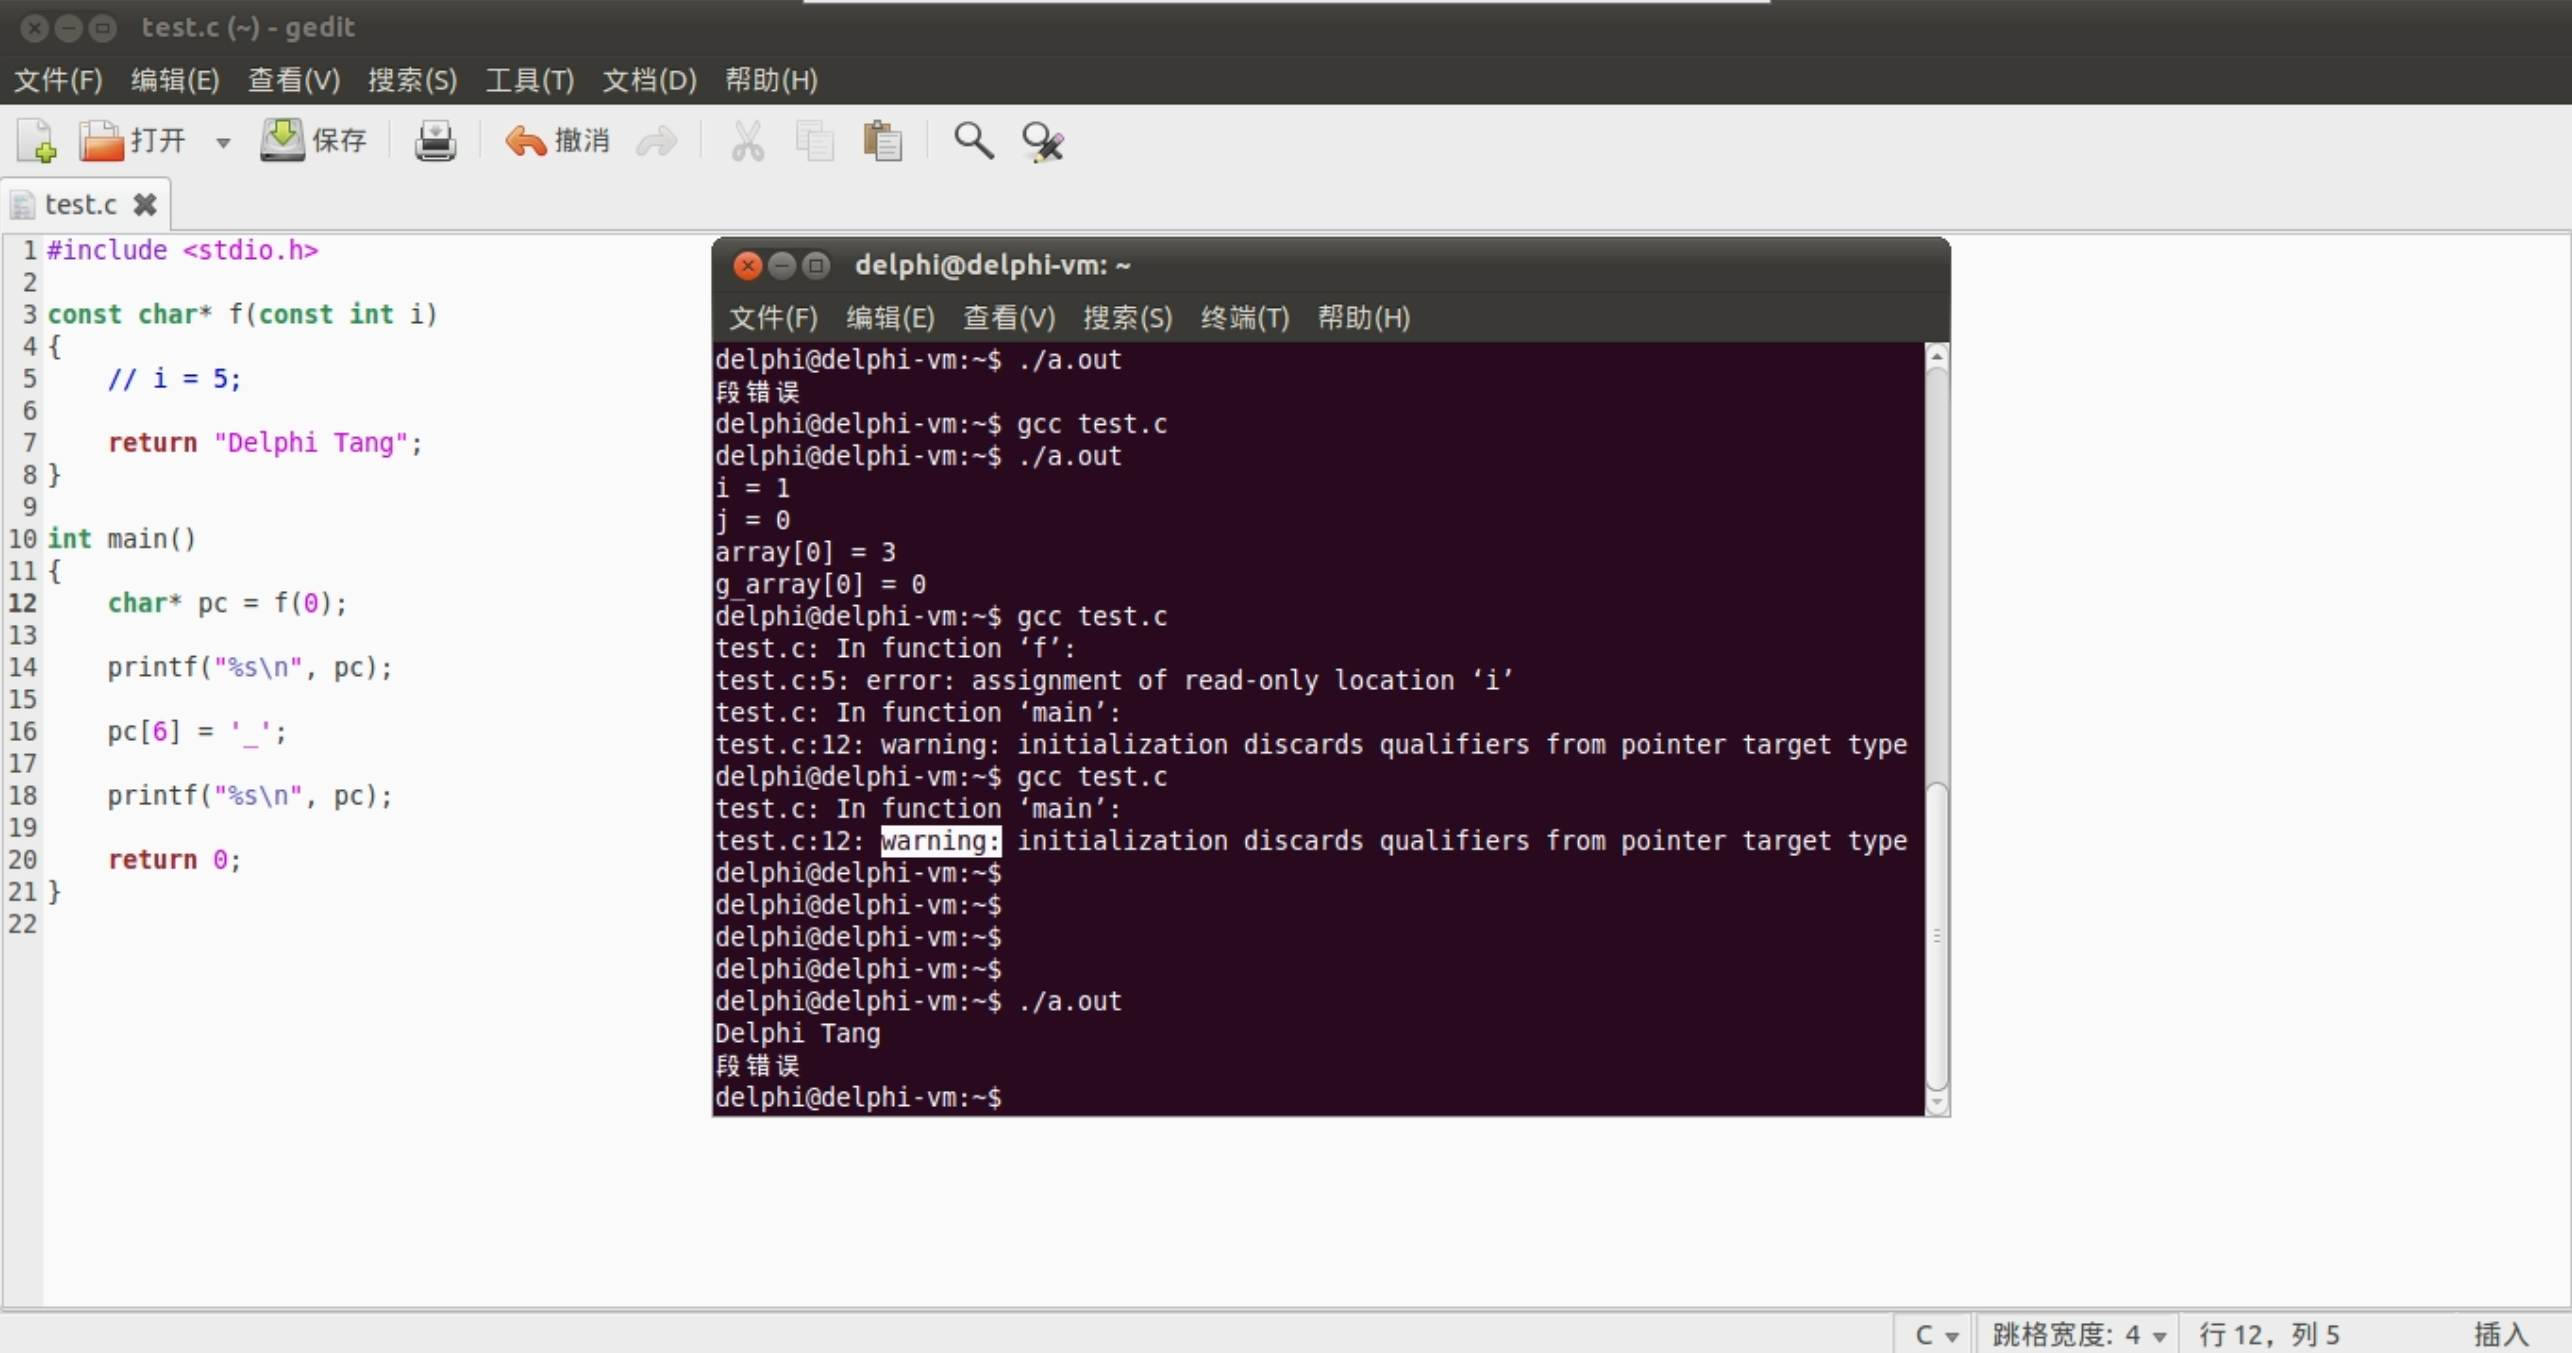 test.c (~) - gedit
文件(F) 编辑(E) 查看(V) 搜索(S) 工具(T) 文档(D) 帮助(H)
打开 保存 撤消
test.c
1 #include <stdio.h>
2
3 const char* f(const int i)
4 {
5     // i = 5;
6
7     return "Delphi Tang";
8 }
9
10 int main()
11 {
12     char* pc = f(0);
13
14     printf("%s\n", pc);
15
16     pc[6] = '_';
17
18     printf("%s\n", pc);
19
20     return 0;
21 }
22
delphi@delphi-vm: ~
文件(F) 编辑(E) 查看(V) 搜索(S) 终端(T) 帮助(H)
delphi@delphi-vm:~$ ./a.out
段错误
delphi@delphi-vm:~$ gcc test.c
delphi@delphi-vm:~$ ./a.out
i = 1
j = 0
array[0] = 3
g_array[0] = 0
delphi@delphi-vm:~$ gcc test.c
test.c: In function ‘f’:
test.c:5: error: assignment of read-only location ‘i’
test.c: In function ‘main’:
test.c:12: warning: initialization discards qualifiers from pointer target type
delphi@delphi-vm:~$ gcc test.c
test.c: In function ‘main’:
test.c:12: warning: initialization discards qualifiers from pointer target type
delphi@delphi-vm:~$
delphi@delphi-vm:~$
delphi@delphi-vm:~$
delphi@delphi-vm:~$
delphi@delphi-vm:~$ ./a.out
Delphi Tang
段错误
delphi@delphi-vm:~$
C 跳格宽度: 4 行 12，列 5 插入